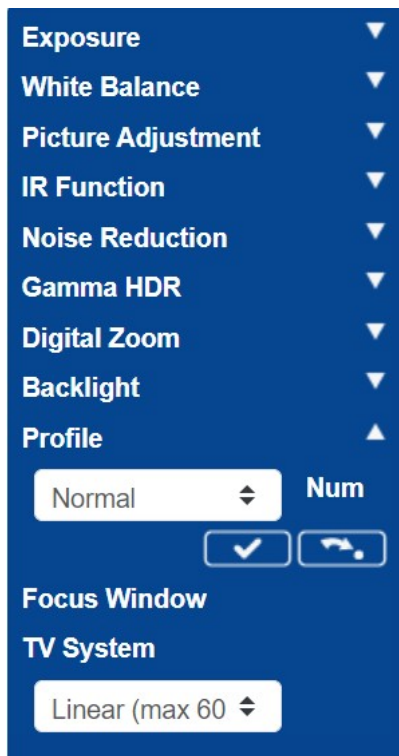 Exposure
White Balance
Picture Adjustment
IR Function
Noise Reduction
Gamma HDR
Digital Zoom
Backlight
Profile
Normal Num
Focus Window
TV System
Linear (max 60